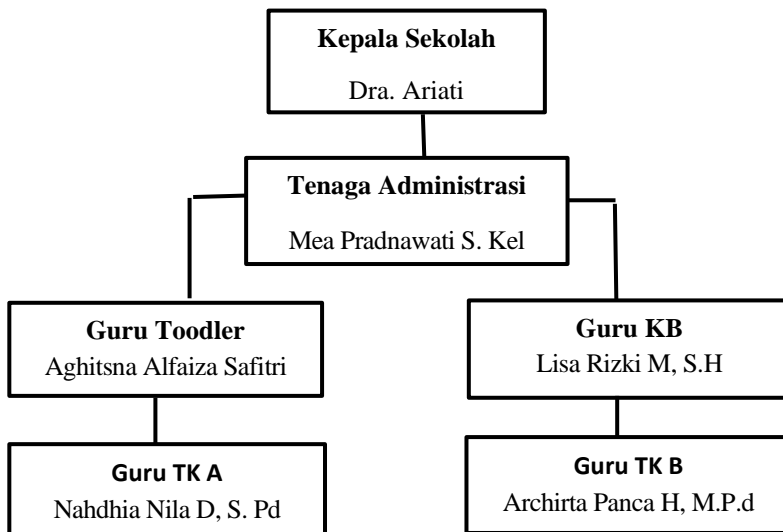 Kepala Sekolah
Dra. Ariati
Tenaga Administrasi
Mea Pradnawati S. Kel
Guru Toodler
Aghitsna Alfaiza Safitri
Guru KB
Lisa Rizki M, S.H
Guru TK A
Nahdhia Nila D, S. Pd
Guru TK B
Archirta Panca H, M.P.d